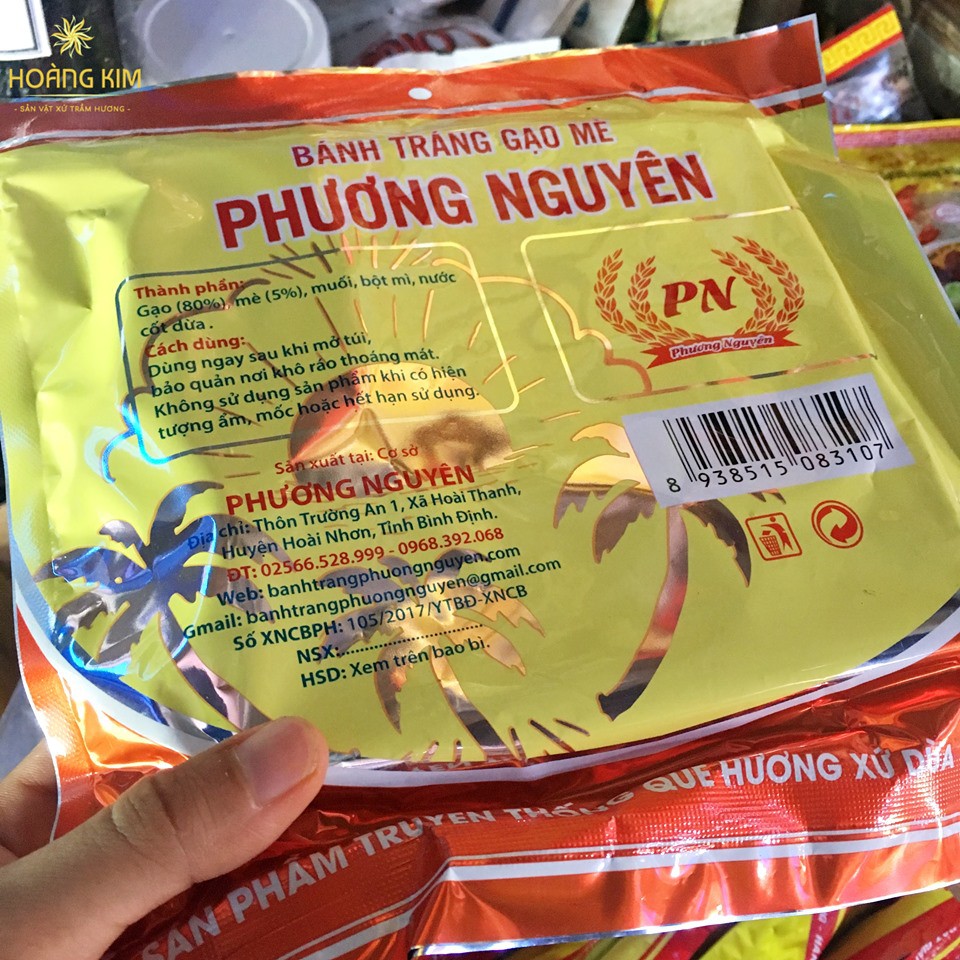 HOÀNG KIM
- SẢN VẬT XỨ TRẦM HƯƠNG -
BÁNH TRÁNG GẠO MÈ
PHƯƠNG NGUYÊN
Thành phần:
Gạo (80%), mè (5%), muối, bột mì, nước
cốt dừa .
Cách dùng:
Dùng ngay sau khi mở túi,
bảo quản nơi khô ráo thoáng mát.
Không sử dụng sản phẩm khi có hiện
tượng ẩm, mốc hoặc hết hạn sử dụng.
PN
Phương Nguyên
8 938515 083107
Sản xuất tại: Cơ sở
PHƯƠNG NGUYÊN
Địa chỉ: Thôn Trường An 1, Xã Hoài Thanh,
Huyện Hoài Nhơn, Tỉnh Bình Định.
ĐT: 02566.528.999 - 0968.392.068
Web: banhtrangphuongnguyen.com
Gmail: banhtrangphuongnguyen@gmail.com
Số XNCBPH: 105/2017/YTBĐ-XNCB
NSX:..............................
HSD: Xem trên bao bì.
SẢN PHẨM TRUYỀN THỐNG QUÊ HƯƠNG XỨ DỪA